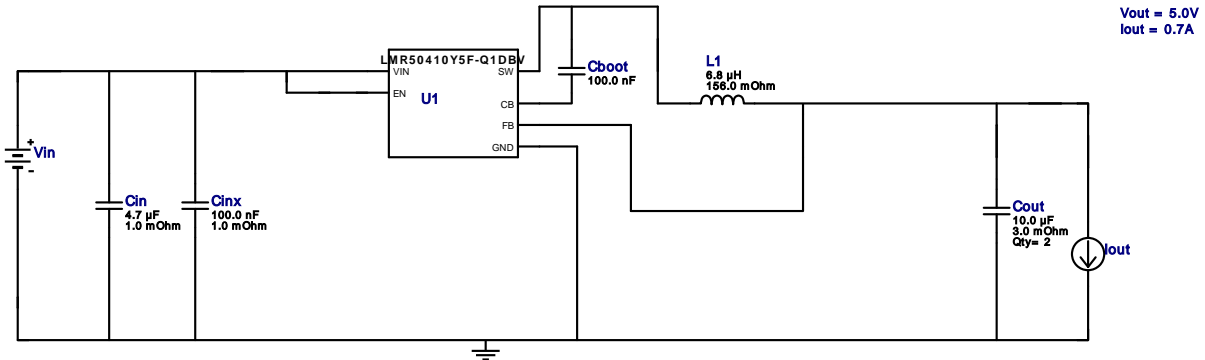 Vout = 5.0V
Iout = 0.7A
LMR50410Y5F-Q1DBV
VIN
SW
EN
U1
CB
FB
GND
Cboot
100.0 nF
L1
6.8 µH
156.0 mOhm
+
Vin
-
Cin
4.7 µF
1.0 mOhm
Cinx
100.0 nF
1.0 mOhm
Cout
10.0 µF
3.0 mOhm
Qty= 2
Iout